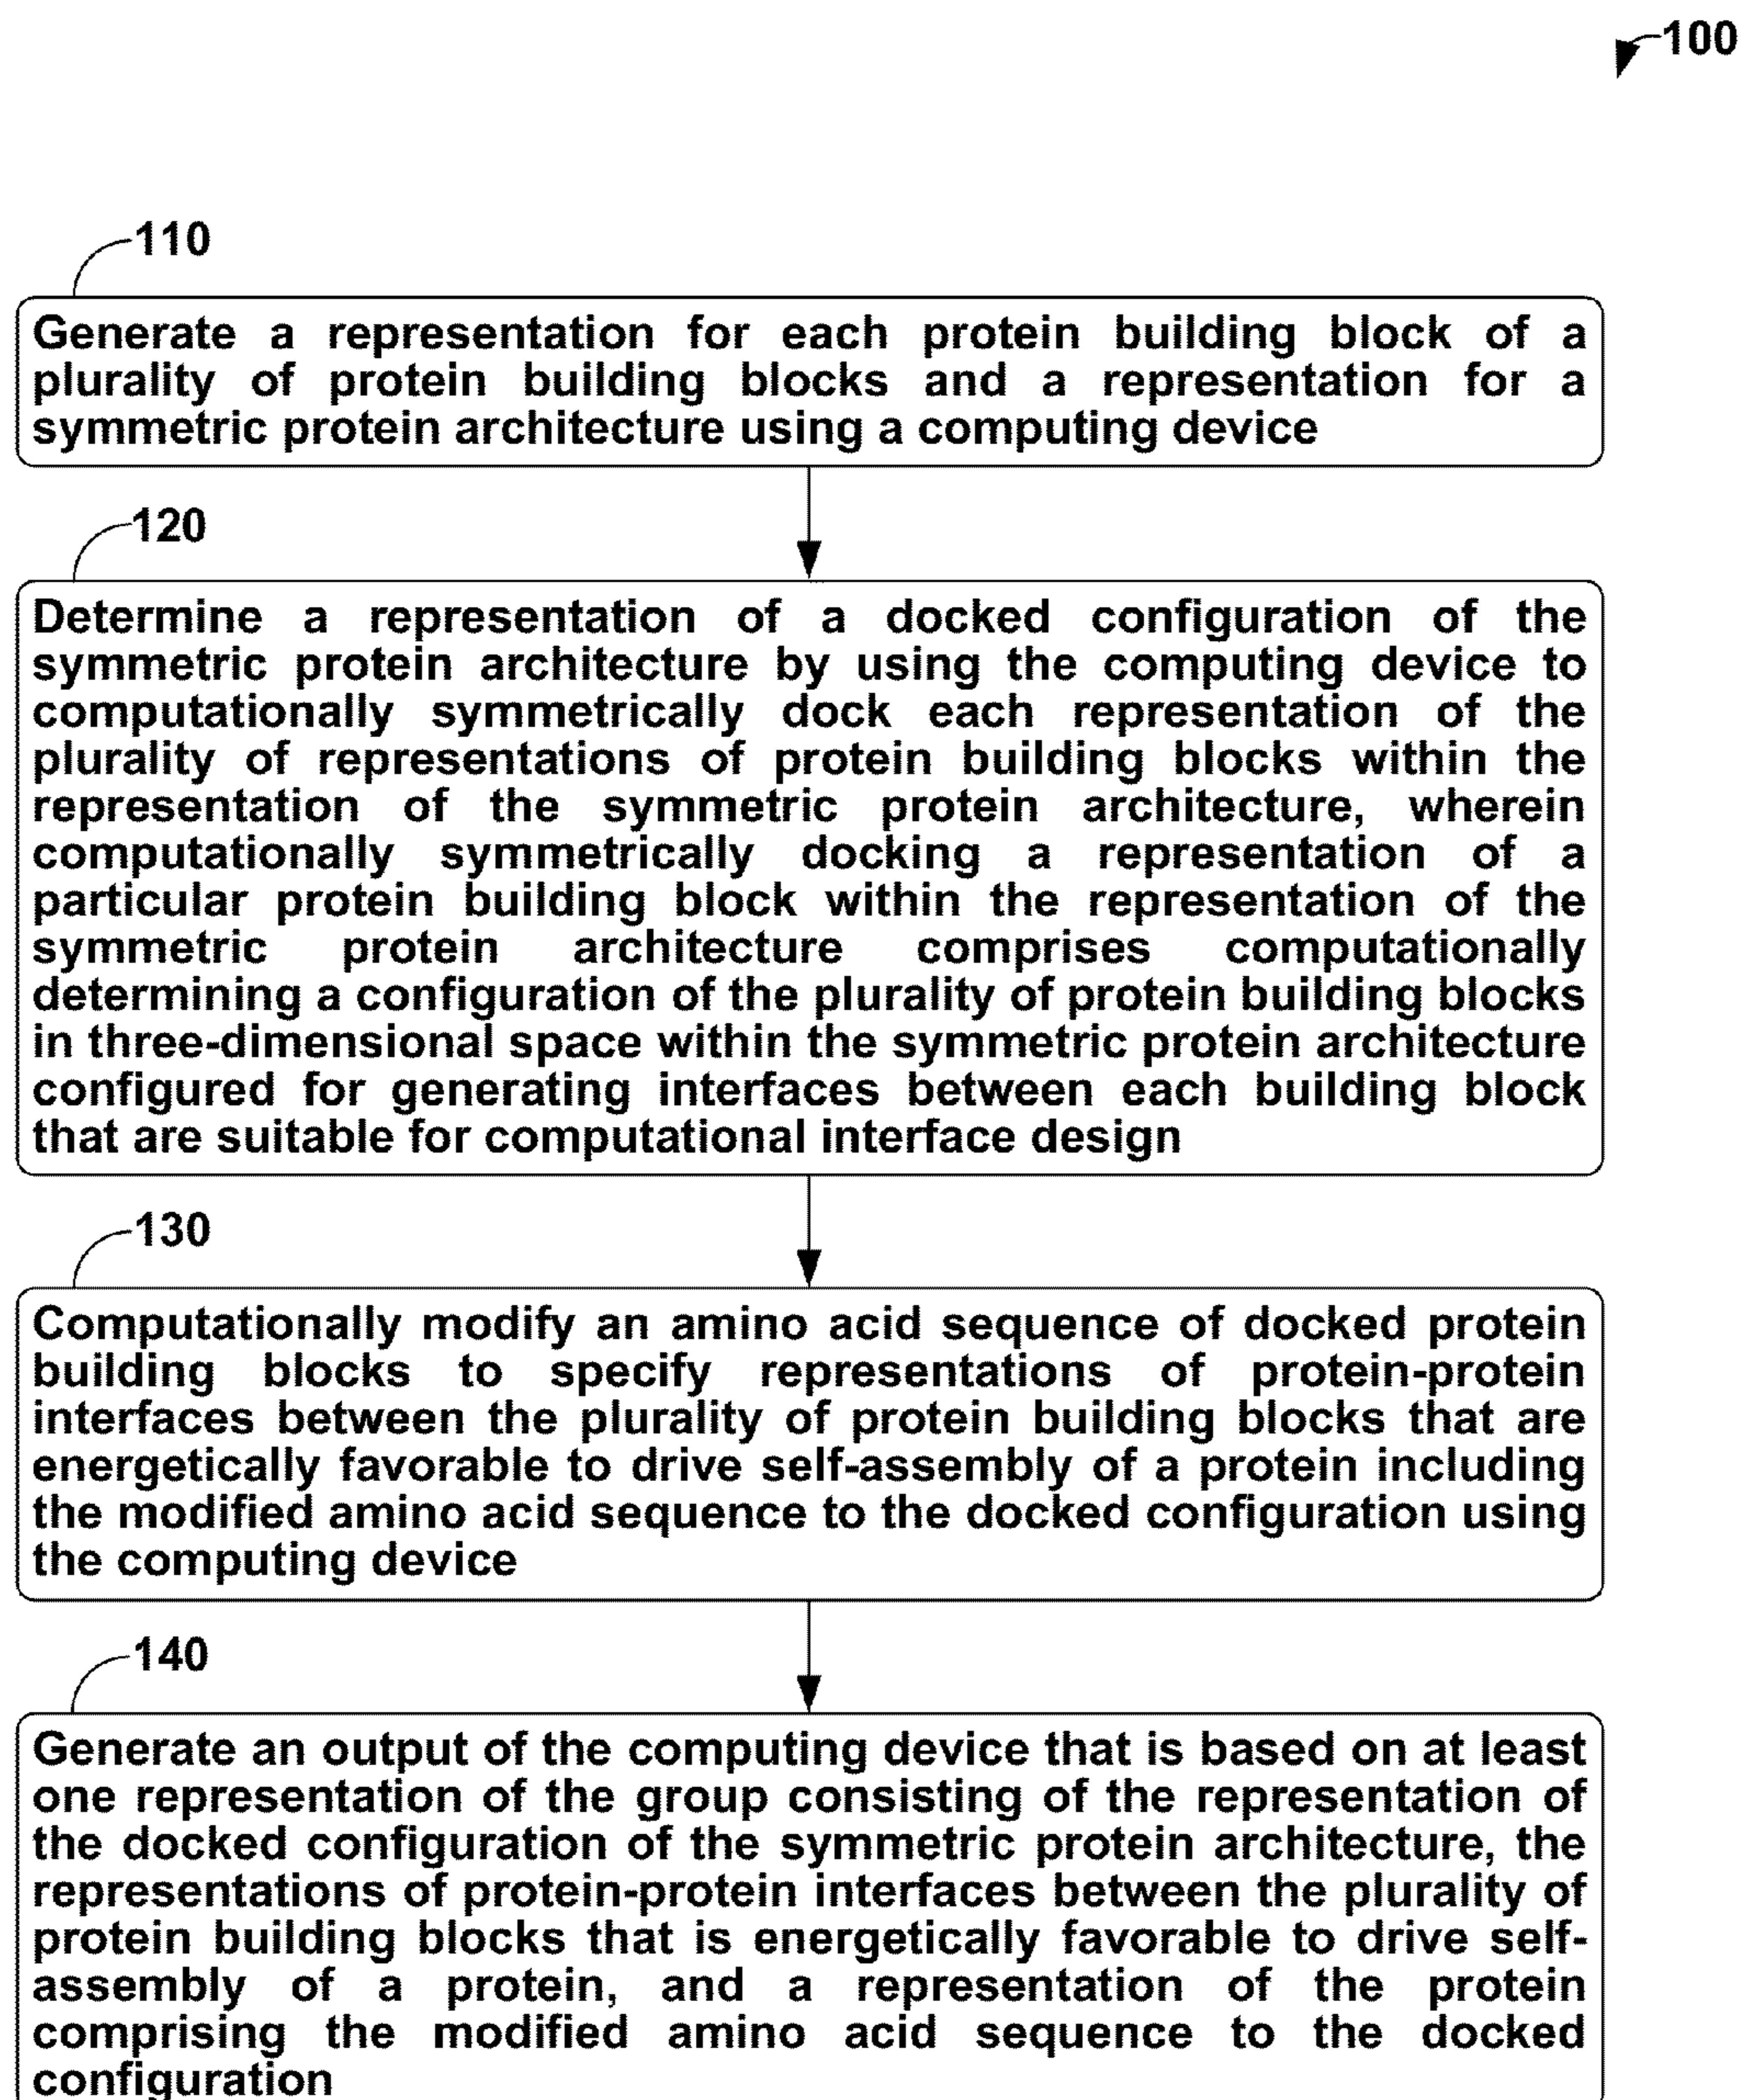 100
110
Generate a representation for each protein building block of a
plurality of protein building blocks and a representation for a
symmetric protein architecture using a computing device
120
Determine a representation of a docked configuration of the
symmetric protein architecture by using the computing device to
computationally symmetrically dock each representation of the
plurality of representations of protein building blocks within the
representation of the symmetric protein architecture, wherein
computationally symmetrically docking a representation of a
particular protein building block within the representation of the
symmetric protein architecture comprises computationally
determining a configuration of the plurality of protein building blocks
in three-dimensional space within the symmetric protein architecture
configured for generating interfaces between each building block
that are suitable for computational interface design
130
Computationally modify an amino acid sequence of docked protein
building blocks to specify representations of protein-protein
interfaces between the plurality of protein building blocks that are
energetically favorable to drive self-assembly of a protein including
the modified amino acid sequence to the docked configuration using
the computing device
140
Generate an output of the computing device that is based on at least
one representation of the group consisting of the representation of
the docked configuration of the symmetric protein architecture, the
representations of protein-protein interfaces between the plurality of
protein building blocks that is energetically favorable to drive self-
assembly of a protein, and a representation of the protein
comprising the modified amino acid sequence to the docked
configuration